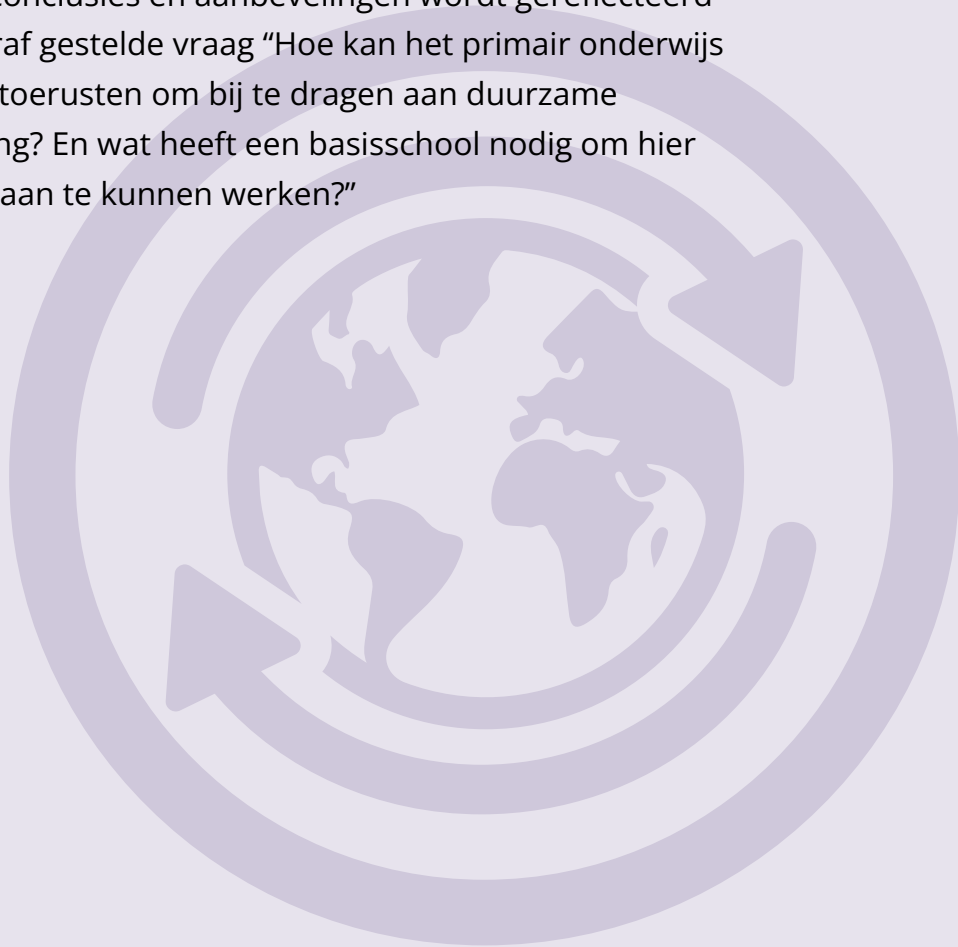 conclusies en aanbevelingen wordt gereflecteerd
raf gestelde vraag “Hoe kan het primair onderwijs
toerusten om bij te dragen aan duurzame
ng? En wat heeft een basisschool nodig om hier
aan te kunnen werken?”